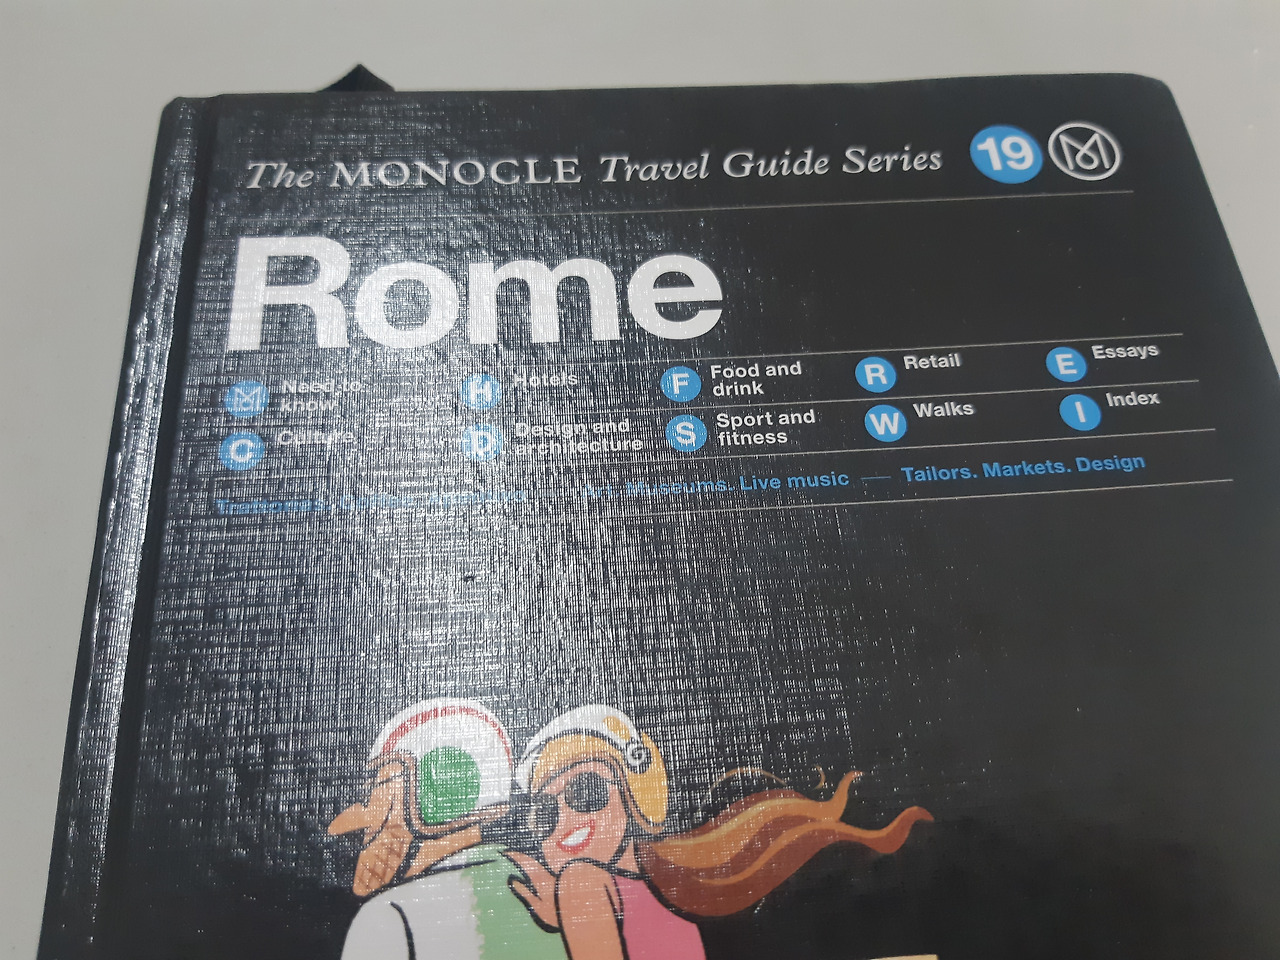 The MONOCLE Travel Guide Series 19 M
Rome
M Need to know
H Hotels
F Food and drink
R Retail
E Essays
C Culture
D Design and architecture
S Sport and fitness
W Walks
I Index
Art. Museums. Live music — Tailors. Markets. Design